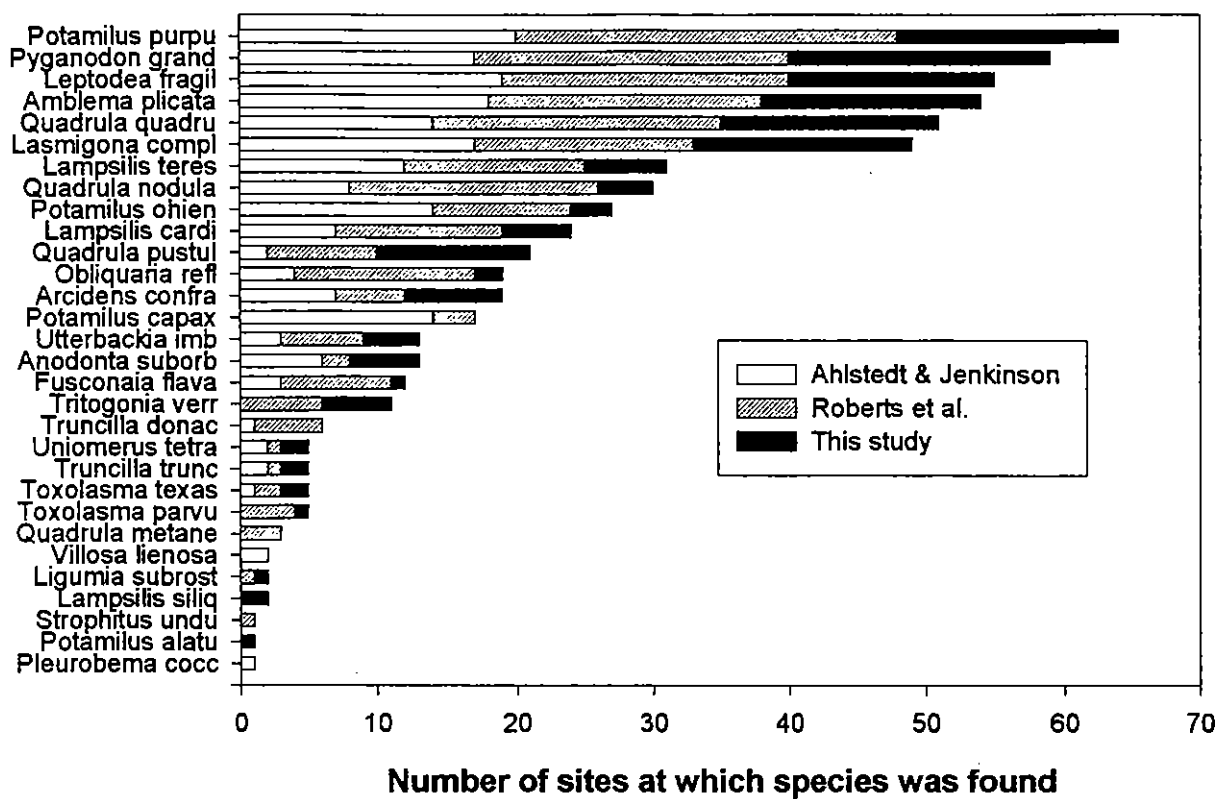 Potamilus purpu
Pyganodon grand
Leptodea fragil
Amblema plicata
Quadrula quadru
Lasmigona compl
Lampsilis teres
Quadrula nodula
Potamilus ohien
Lampsilis cardi
Quadrula pustul
Obliquaria refl
Arcidens confra
Potamilus capax
Utterbackia imb
Anodonta suborb
Fusconaia flava
Tritogonia verr
Truncilla donac
Uniomerus tetra
Truncilla trunc
Toxolasma texas
Toxolasma parvu
Quadrula metane
Villosa lienosa
Ligumia subrost
Lampsilis siliq
Strophitus undu
Potamilus alatu
Pleurobema cocc
Ahlstedt & Jenkinson
Roberts et al.
This study
0 10 20 30 40 50 60 70
Number of sites at which species was found